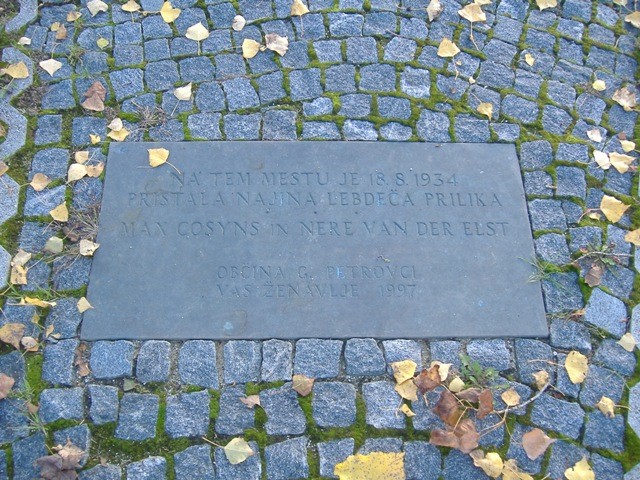 NA TEM MESTU JE 18.8.1934
PRISTALA NAJINA LEBDEČA PRILIKA
MAX COSYNS IN NERE VAN DER ELST
OBČINA G. PETROVCI
VAS ŽENAVLJE 1997